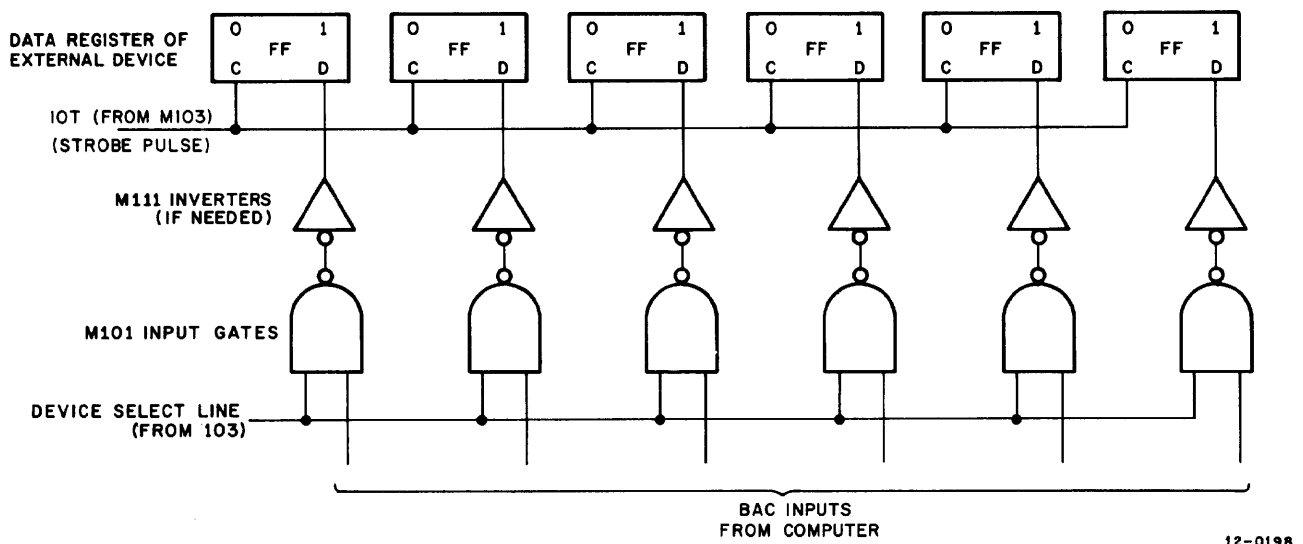 0 1 0 1 0 1 0 1 0 1 0 1
DATA REGISTER OF
EXTERNAL DEVICE
FF FF FF FF FF FF
C D C D C D C D C D C D
IOT (FROM M103)
(STROBE PULSE)
M111 INVERTERS
(IF NEEDED)
M101 INPUT GATES
DEVICE SELECT LINE
(FROM 103)
BAC INPUTS
FROM COMPUTER
12-0198